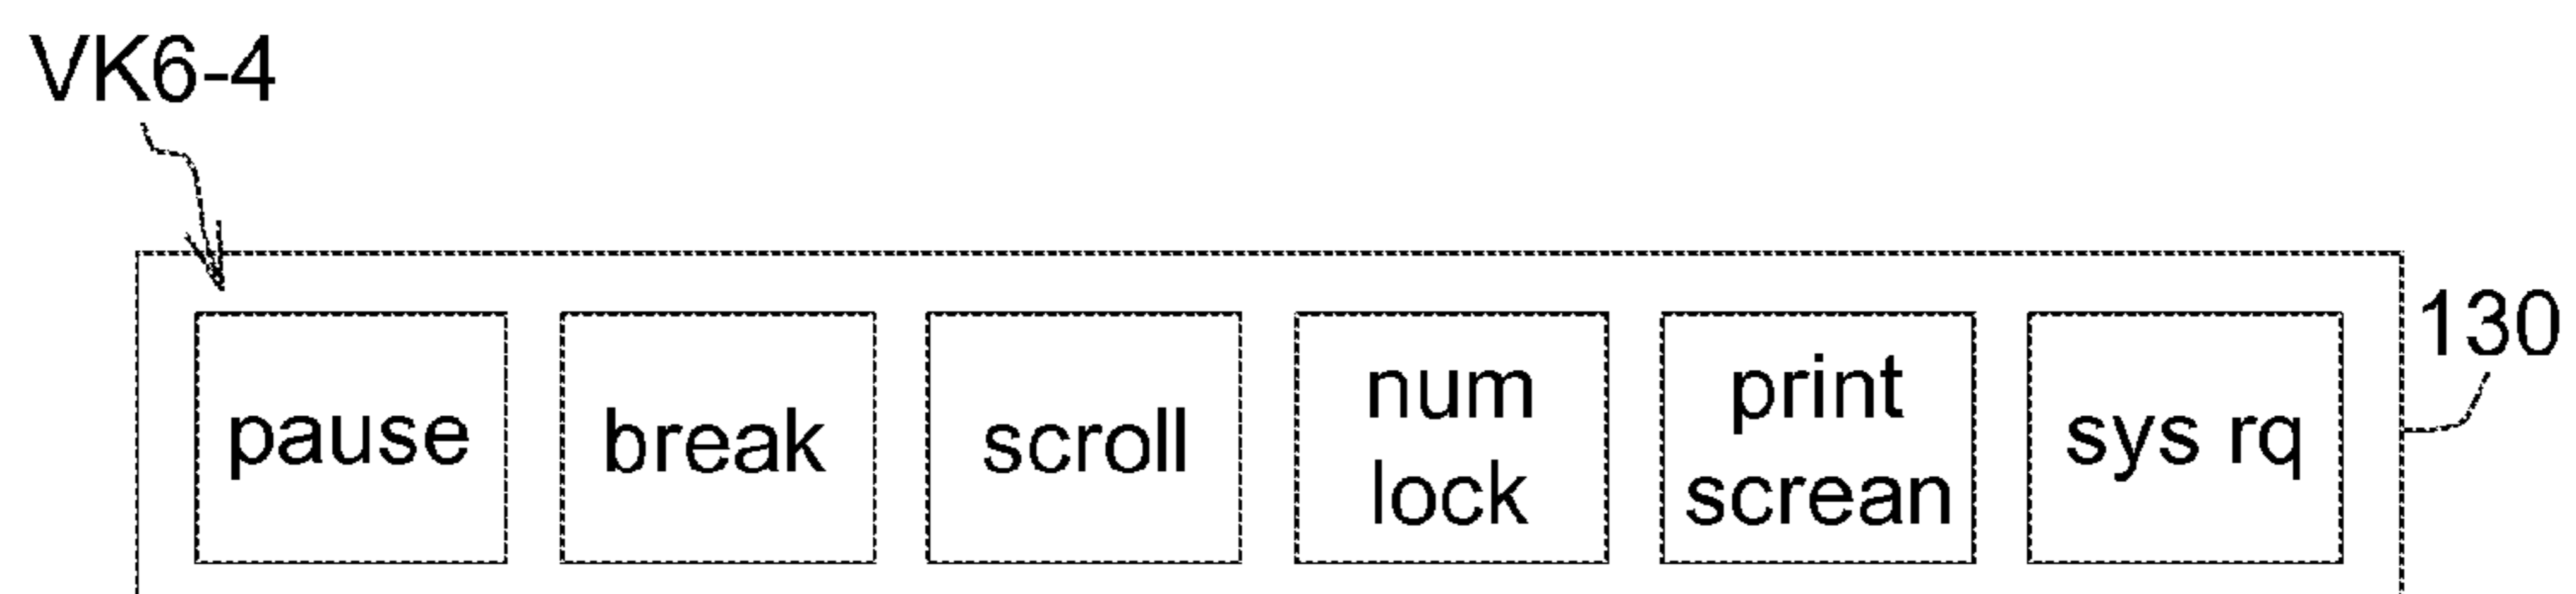 VK6-4
130
pause
break
scroll
num
lock
print
screan
sys rq